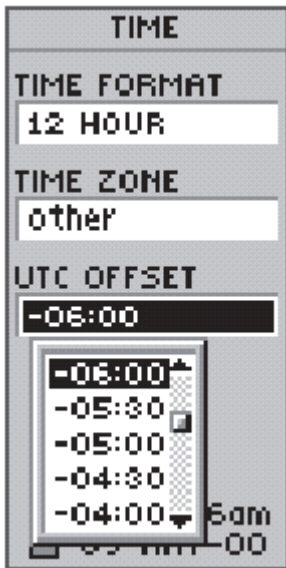 TIME
TIME FORMAT
12 HOUR
TIME ZONE
other
UTC OFFSET
-06:00
-06:00
-05:30
-05:00
-04:30
-04:00
6am
-00